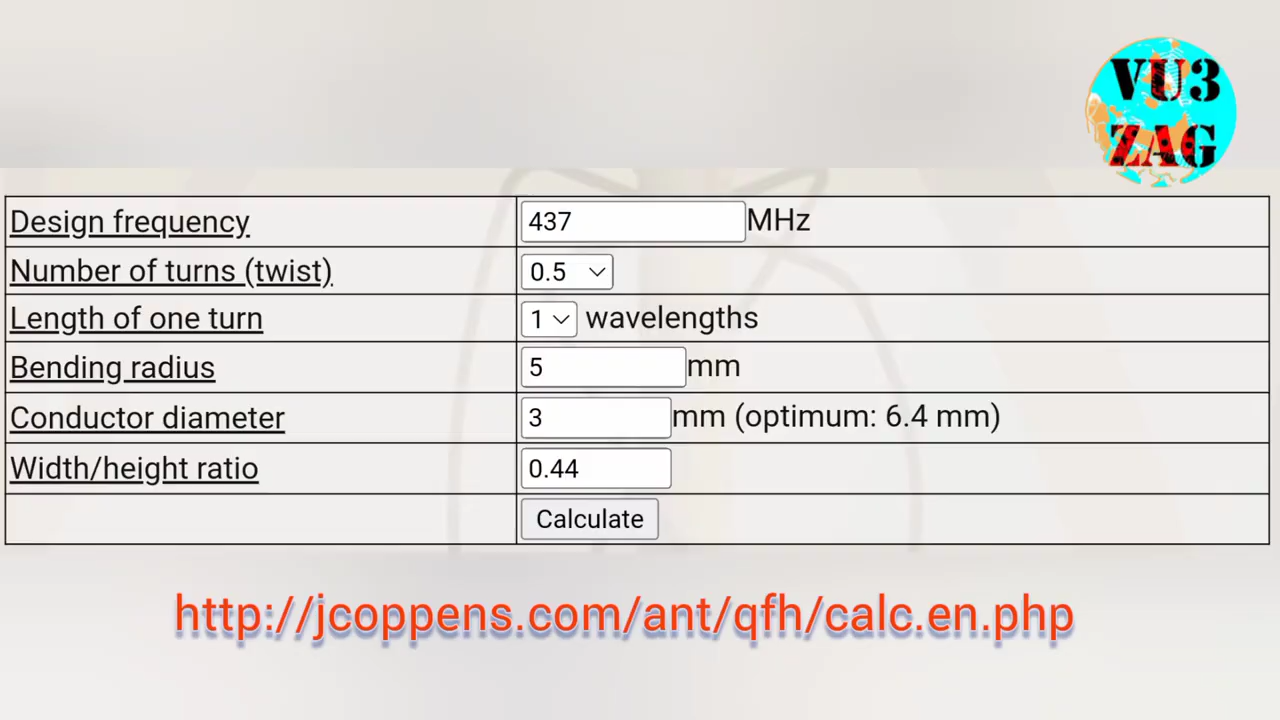 VU3
ZAG
Design frequency 437 MHz
Number of turns (twist) 0.5
Length of one turn 1 wavelengths
Bending radius 5 mm
Conductor diameter 3 mm (optimum: 6.4 mm)
Width/height ratio 0.44
Calculate
http://jcoppens.com/ant/qfh/calc.en.php